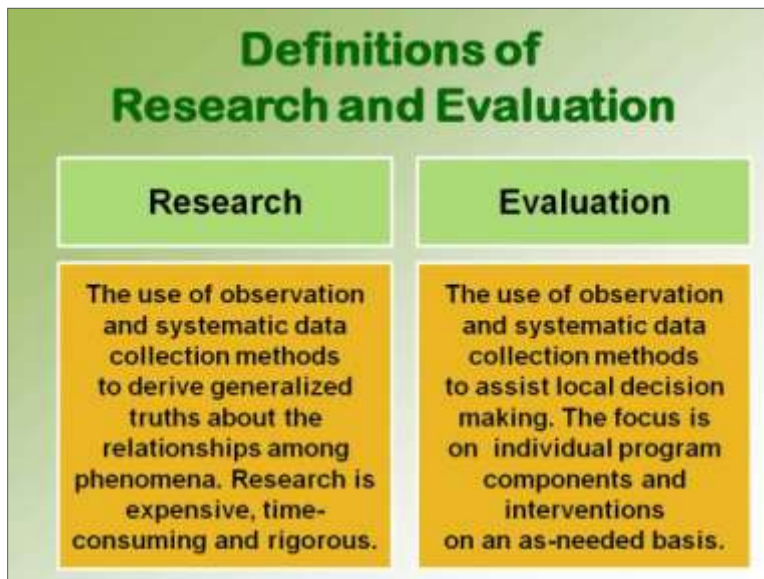 Definitions of
Research and Evaluation
Research
The use of observation
and systematic data
collection methods
to derive generalized
truths about the
relationships among
phenomena. Research is
expensive, time-
consuming and rigorous.
Evaluation
The use of observation
and systematic data
collection methods
to assist local decision
making. The focus is
on individual program
components and
interventions
on an as-needed basis.